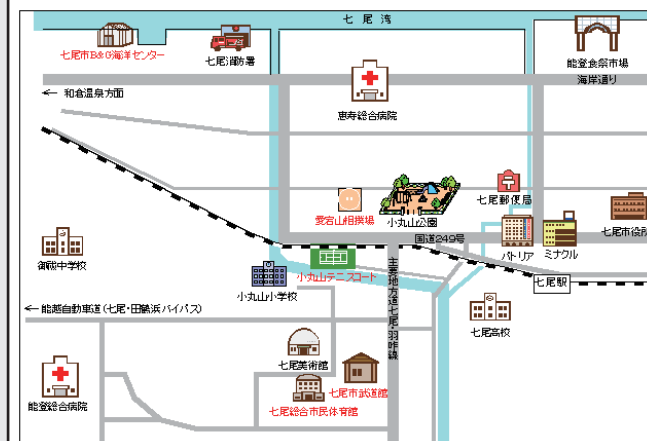 七尾湾
七尾市B&G海洋センター
七尾消防署
能登食祭市場
海岸通り
← 和倉温泉方面
恵寿総合病院
愛宕山相撲場
小丸山公園
七尾郵便局
七尾市役所
国道249号
パトリア
ミナクル
御祓中学校
小丸山テニスコート
小丸山小学校
主要地方道七尾・羽咋線
七尾駅
← 能越自動車道(七尾・田鶴浜バイパス)
七尾高校
七尾美術館
七尾市武道館
七尾総合市民体育館
能登総合病院